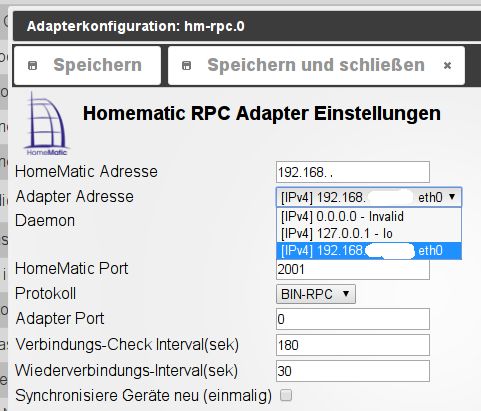 Adapterkonfiguration: hm-rpc.0
Speichern Speichern und schließen
HomeMatic
Homematic RPC Adapter Einstellungen
HomeMatic Adresse 192.168. .
Adapter Adresse [IPv4] 192.168. eth0
Daemon
[IPv4] 0.0.0.0 - Invalid
[IPv4] 127.0.0.1 - lo
[IPv4] 192.168. eth0
HomeMatic Port 2001
Protokoll BIN-RPC
Adapter Port 0
Verbindungs-Check Interval(sek) 180
Wiederverbindungs-Interval(sek) 30
Synchronisiere Geräte neu (einmalig)